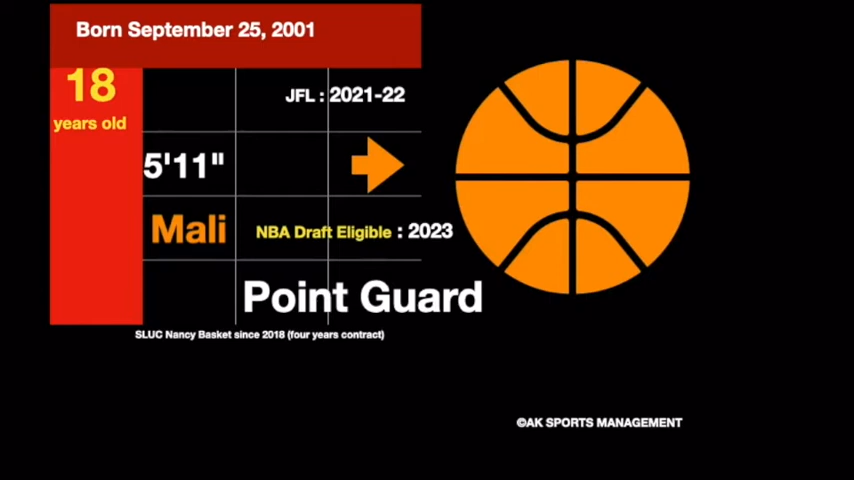 Born September 25, 2001
18
years old
JFL : 2021-22
5'11"
Mali
NBA Draft Eligible : 2023
Point Guard
SLUC Nancy Basket since 2018 (four years contract)
©AK SPORTS MANAGEMENT